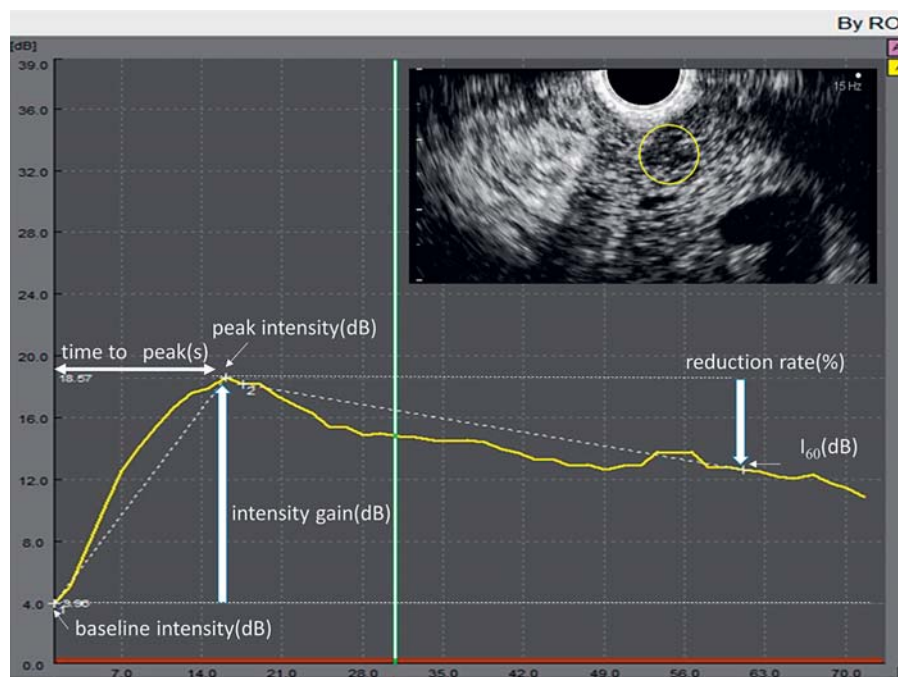 By RO
[dB]
A
39.0
15 Hz
36.0
32.0
28.0
24.0
20.0
peak intensity(dB)
time to peak(s)
reduction rate(%)
18.57
2
16.0
I₆₀(dB)
12.0
intensity gain(dB)
8.0
4.0
3.96
1
baseline intensity(dB)
0.0
7.0 14.0 21.0 28.0 35.0 42.0 49.0 56.0 63.0 70.0